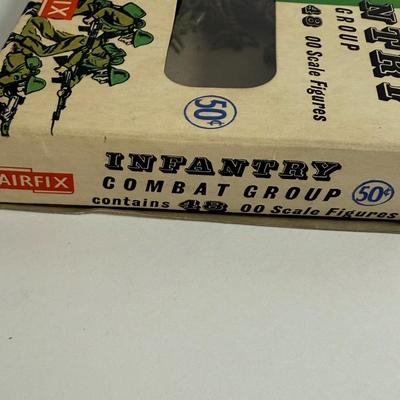 GROUP
48 00 Scale Figures
50¢
AIRFIX
INFANTRY
COMBAT GROUP 50¢
contains 48 00 Scale Figures